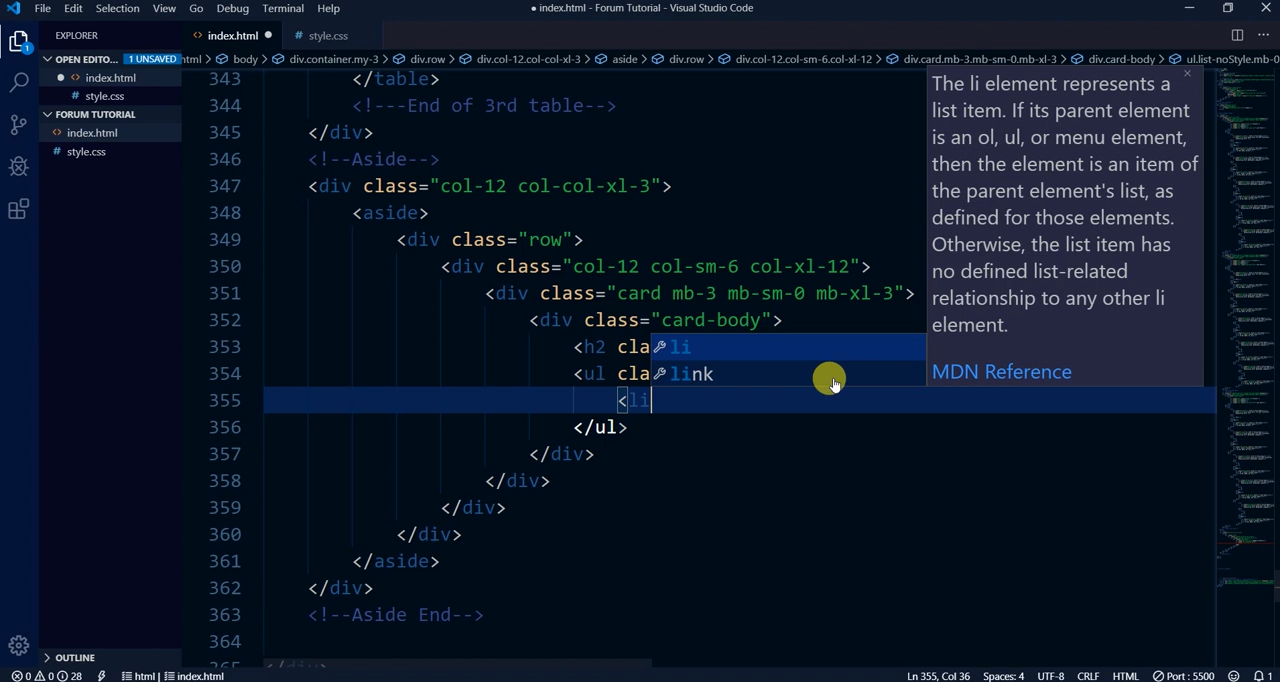 File Edit Selection View Go Debug Terminal Help
● index.html - Forum Tutorial - Visual Studio Code
EXPLORER
OPEN EDITO... 1 UNSAVED
index.html
style.css
FORUM TUTORIAL
index.html
style.css
OUTLINE
<> index.html ● # style.css
tml > body > div.container.my-3 > div.row > div.col-12.col-col-xl-3 > aside > div.row > div.col-12.col-sm-6.col-xl-12 > div.card.mb-3.mb-sm-0.mb-xl-3 > div.card-body > ul.list-noStyle.mb-0
343 </table>
344 <!---End of 3rd table-->
345 </div>
346 <!--Aside-->
347 <div class="col-12 col-col-xl-3">
348 <aside>
349 <div class="row">
350 <div class="col-12 col-sm-6 col-xl-12">
351 <div class="card mb-3 mb-sm-0 mb-xl-3">
352 <div class="card-body">
353 <h2 cla
354 <ul cla
355 <li
356 </ul>
357 </div>
358 </div>
359 </div>
360 </div>
361 </aside>
362 </div>
363 <!--Aside End-->
364
365 </div>
li
link
The li element represents a
list item. If its parent element
is an ol, ul, or menu element,
then the element is an item of
the parent element's list, as
defined for those elements.
Otherwise, the list item has
no defined list-related
relationship to any other li
element.
MDN Reference
0 0 28 html | index.html Ln 355, Col 36 Spaces: 4 UTF-8 CRLF HTML Port : 5500 1